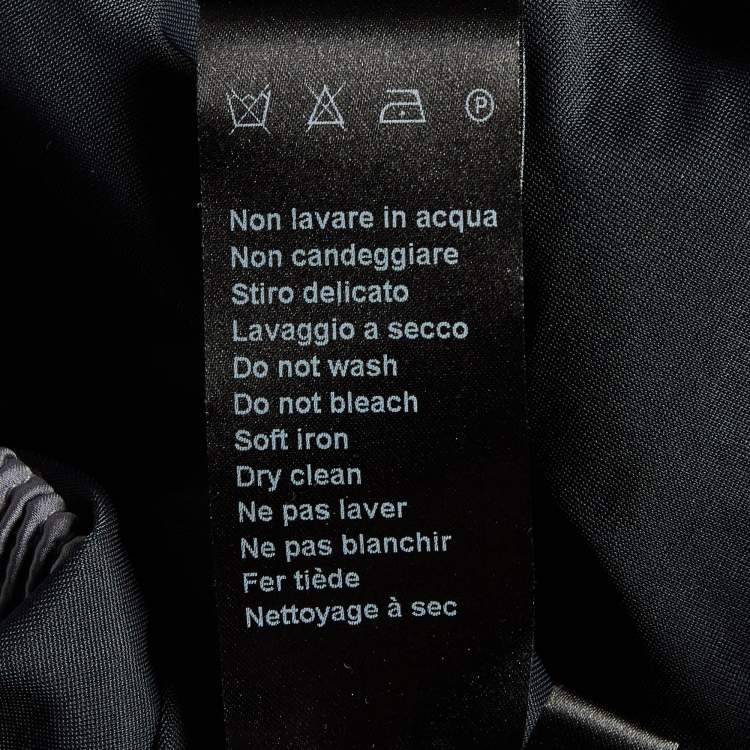 P
Non lavare in acqua
Non candeggiare
Stiro delicato
Lavaggio a secco
Do not wash
Do not bleach
Soft iron
Dry clean
Ne pas laver
Ne pas blanchir
Fer tiède
Nettoyage à sec